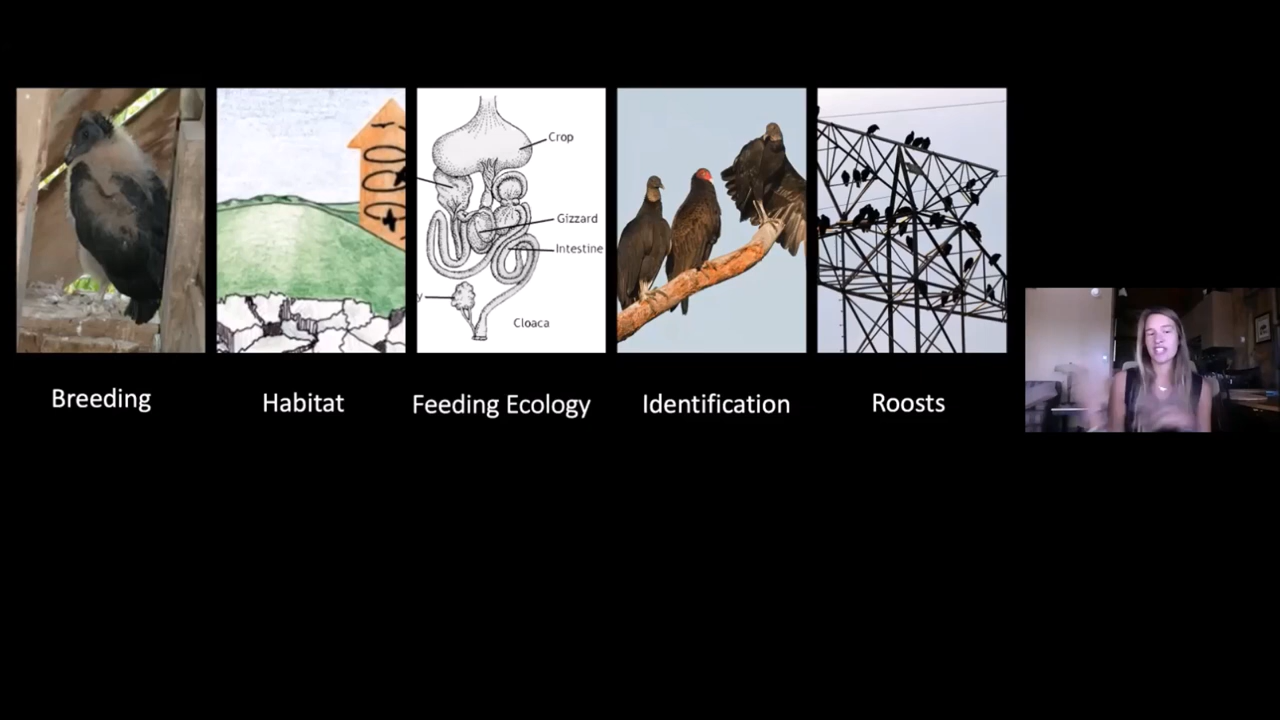 Crop
Gizzard
Intestine
y
Cloaca
Breeding
Habitat
Feeding Ecology
Identification
Roosts